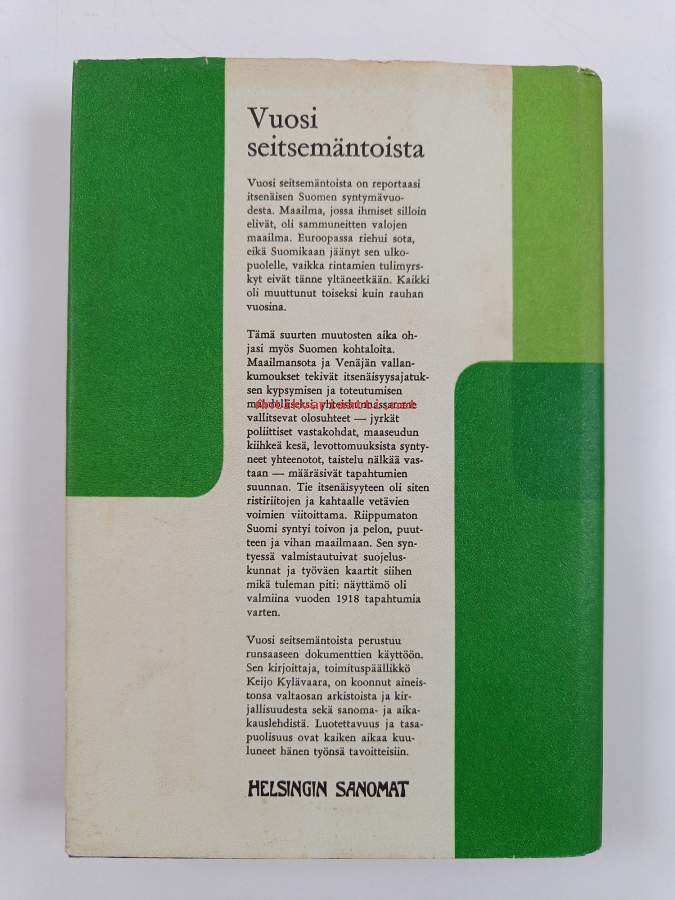 Vuosi
seitsemäntoista
Vuosi seitsemäntoista on reportaasi
itsenäisen Suomen syntymävuo-
desta. Maailma, jossa ihmiset silloin
elivät, oli sammuneitten valojen
maailma. Euroopassa riehui sota,
eikä Suomikaan jäänyt sen ulko-
puolelle, vaikka rintamien tulimyrs-
kyt eivät tänne yltäneetkään. Kaikki
oli muuttunut toiseksi kuin rauhan
vuosina.
Tämä suurten muutosten aika oh-
jasi myös Suomen kohtaloita.
Maailmansota ja Venäjän vallan-
kumoukset tekivät itsenäisyysajatuk-
sen kypsymisen ja toteutumisen
mahdolliseksi, yhteiskunnassamme
vallitsevat olosuhteet — jyrkät
poliittiset vastakohdat, maaseudun
kiihkeä kesä, levottomuuksista synty-
neet yhteenotot, taistelu nälkää vas-
taan — määräsivät tapahtumien
suunnan. Tie itsenäisyyteen oli siten
ristiriitojen ja kahtaalle vetävien
voimien viitoittama. Riippumaton
Suomi syntyi toivon ja pelon, puut-
teen ja vihan maailmaan. Sen syn-
tyessä valmistautuivat suojelus-
kunnat ja työväen kaartit siihen
mikä tuleman piti: näyttämö oli
valmiina vuoden 1918 tapahtumia
varten.
Vuosi seitsemäntoista perustuu
runsaaseen dokumenttien käyttöön.
Sen kirjoittaja, toimituspäällikkö
Keijo Kylävaara, on koonnut aineis-
tonsa valtaosan arkistoista ja kir-
jallisuudesta sekä sanoma- ja aika-
kauslehdistä. Luotettavuus ja tasa-
puolisuus ovat kaiken aikaa kuu-
luneet hänen työnsä tavoitteisiin.
HELSINGIN SANOMAT